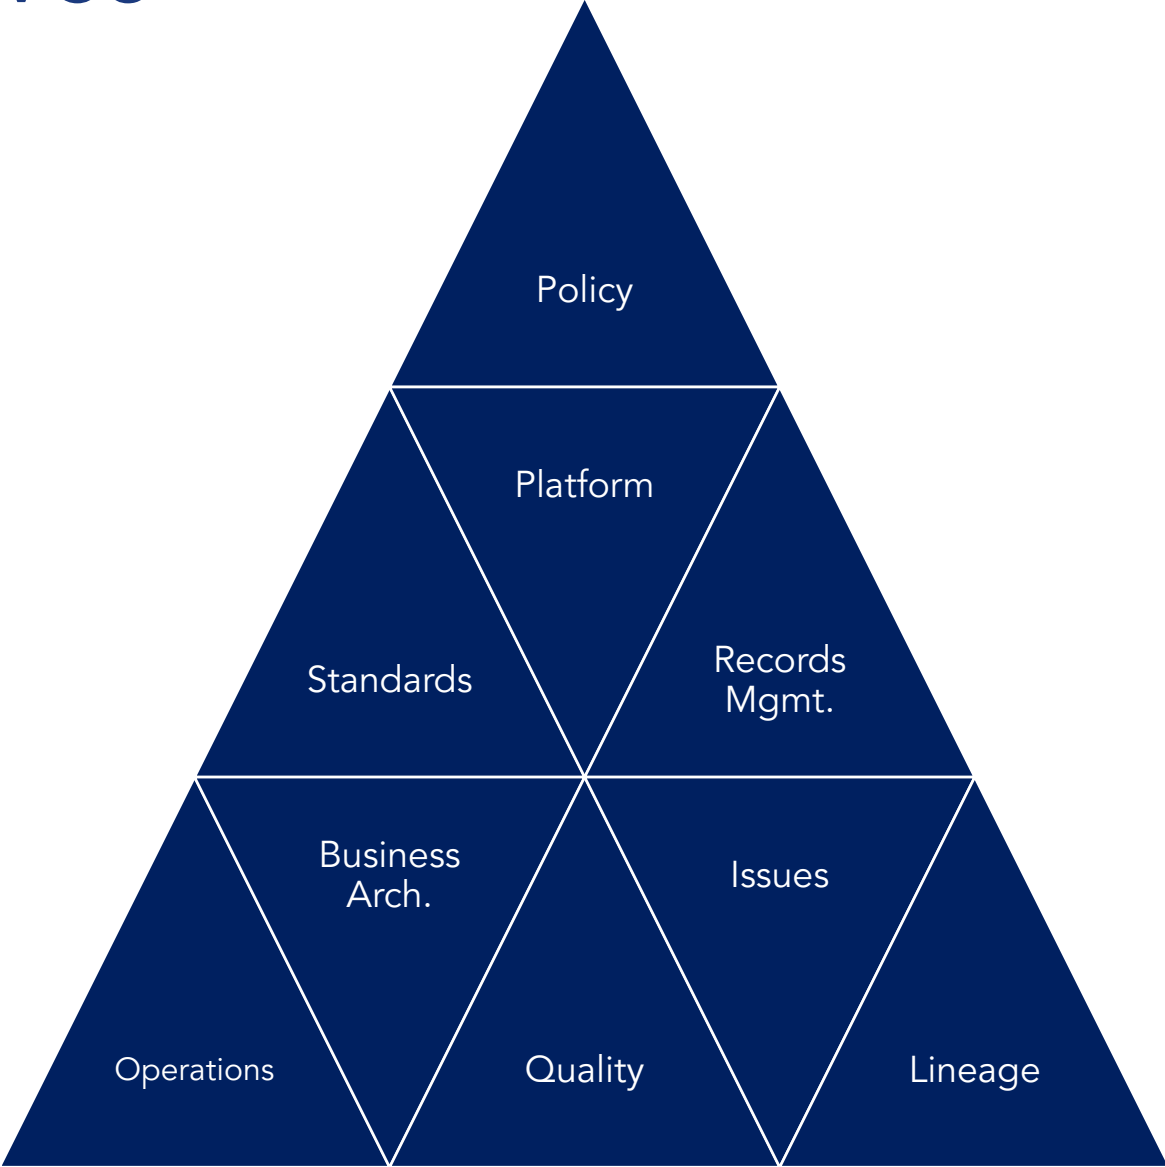 Policy
Platform
Standards
Records
Mgmt.
Business
Arch.
Issues
Operations
Quality
Lineage